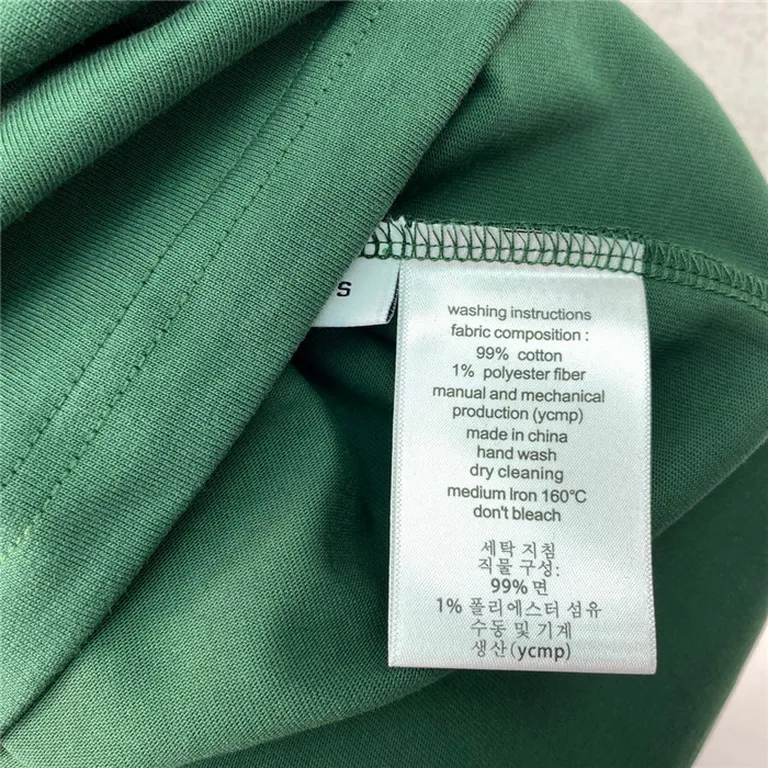 S
washing instructions
fabric composition :
99% cotton
1% polyester fiber
manual and mechanical
production (ycmp)
made in china
hand wash
dry cleaning
medium Iron 160℃
don't bleach
세탁 지침
직물 구성:
99% 면
1% 폴리에스터 섬유
수동 및 기계
생산 (ycmp)